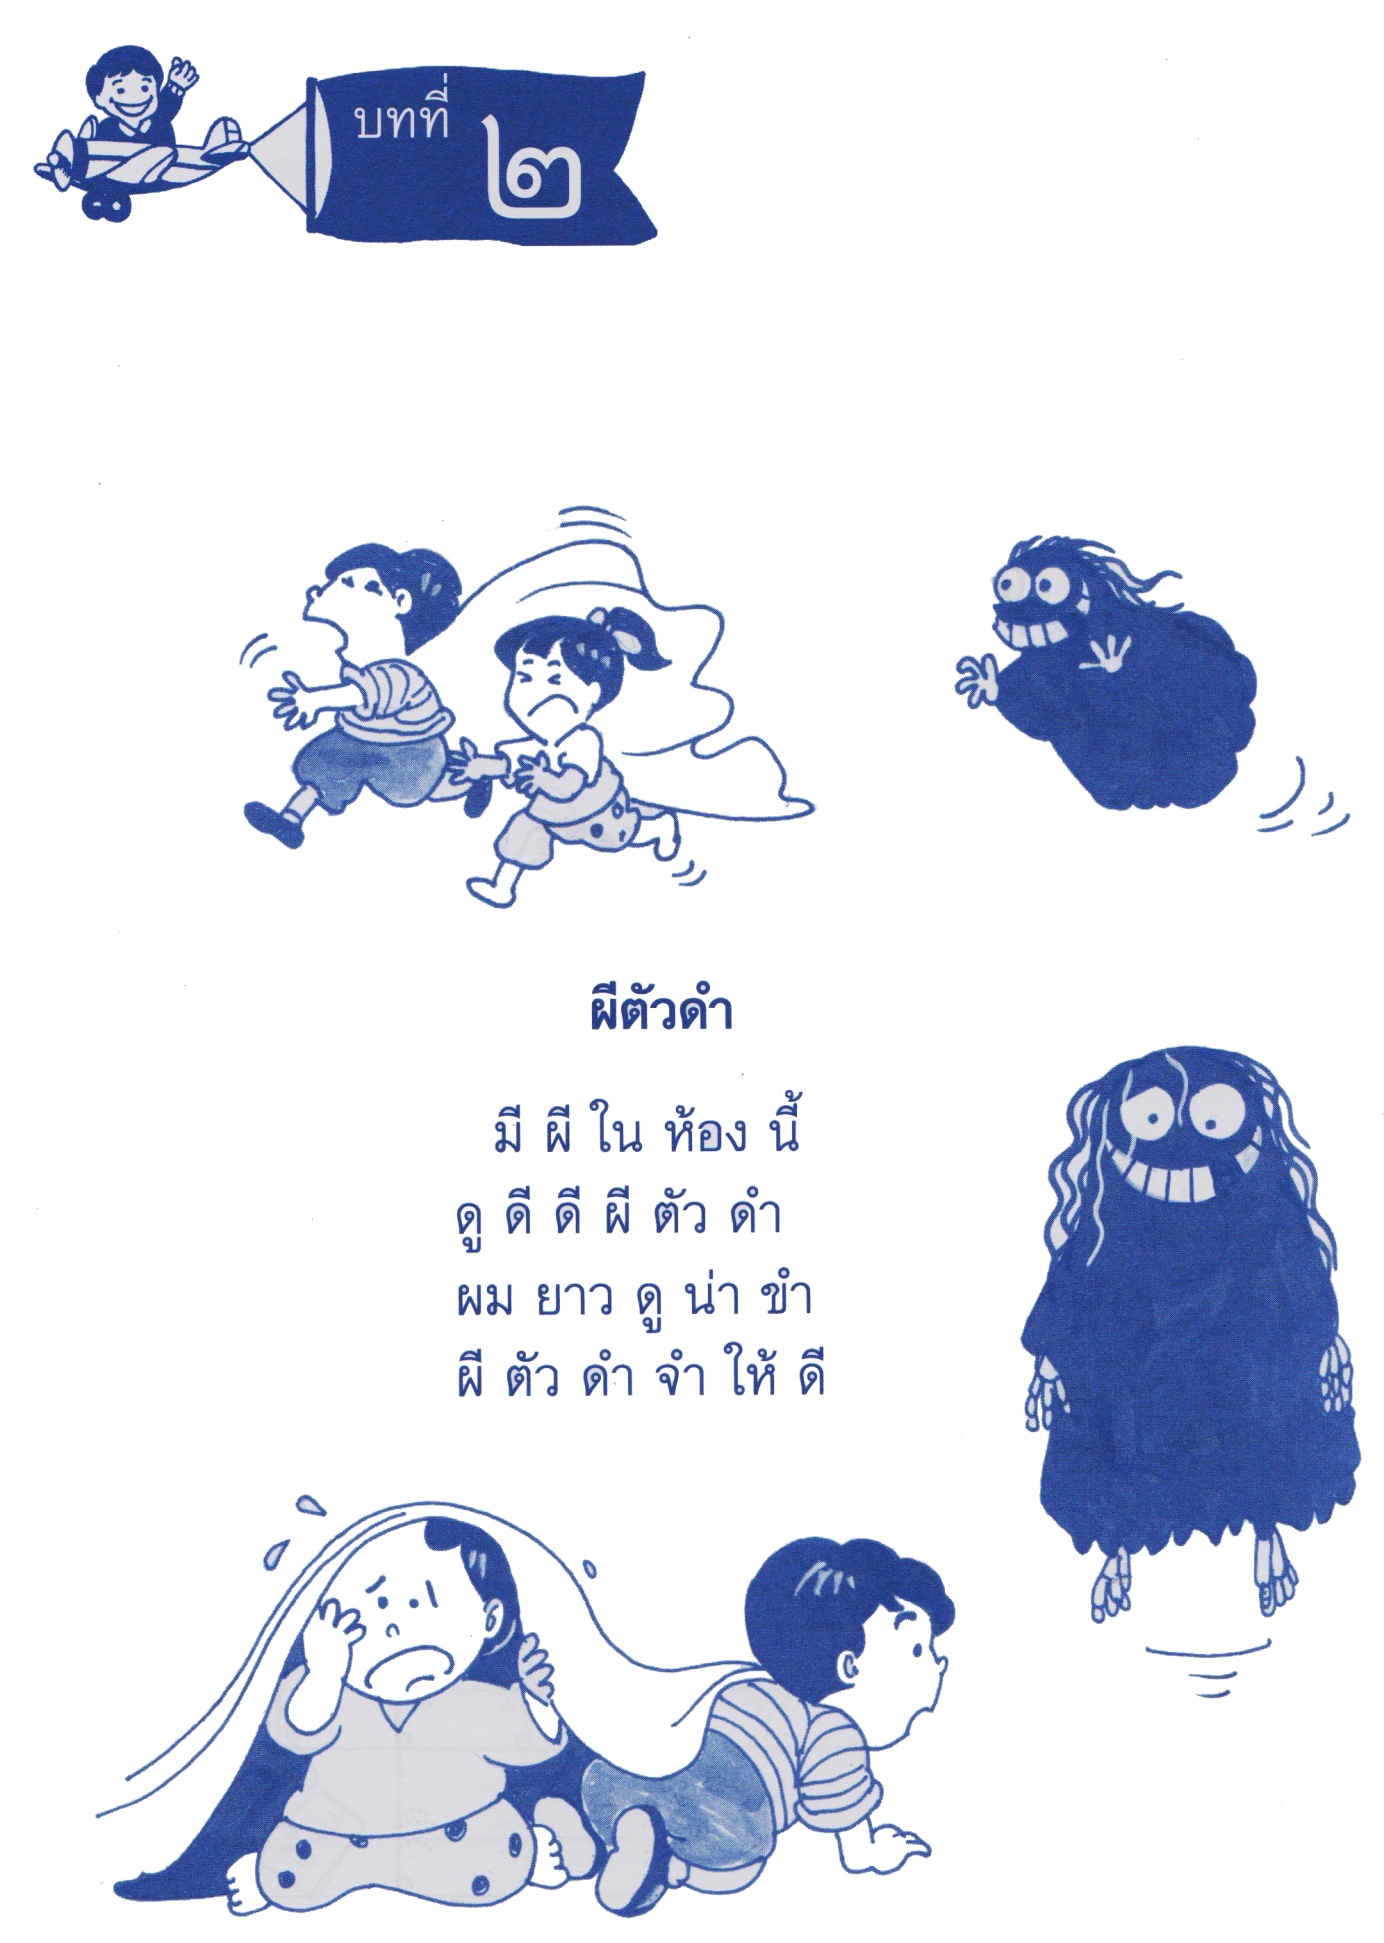 บทที่ ๒
ผีตัวดำ
มี ผี ใน ห้อง นี้
ดู ดี ดี ผี ตัว ดำ
ผม ยาว ดู น่า ขำ
ผี ตัว ดำ จำ ให้ ดี